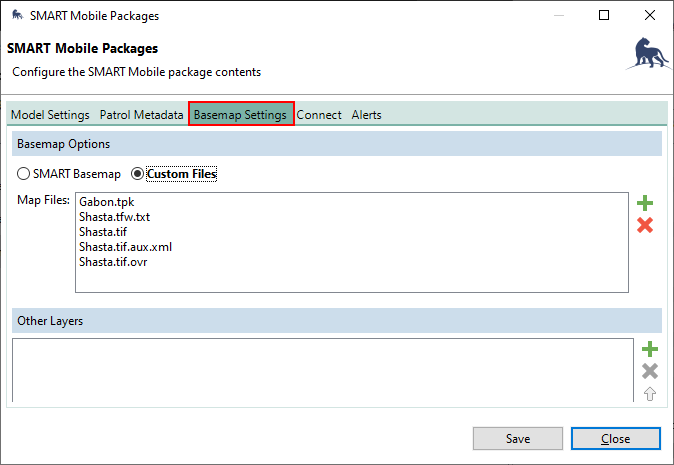 SMART Mobile Packages
SMART Mobile Packages
Configure the SMART Mobile package contents
Model Settings Patrol Metadata Basemap Settings Connect Alerts
Basemap Options
SMART Basemap Custom Files
Map Files:
Gabon.tpk
Shasta.tfw.txt
Shasta.tif
Shasta.tif.aux.xml
Shasta.tif.ovr
Other Layers
Save Close